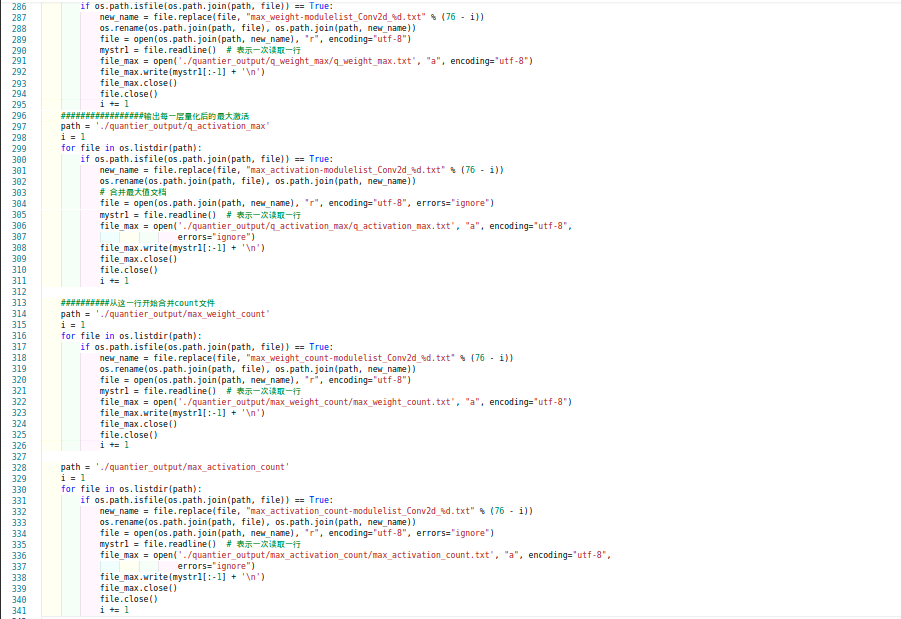 286 if os.path.isfile(os.path.join(path, file)) == True:
287 new_name = file.replace(file, "max_weight-modulelist_Conv2d_%d.txt" % (76 - i))
288 os.rename(os.path.join(path, file), os.path.join(path, new_name))
289 file = open(os.path.join(path, new_name), "r", encoding="utf-8")
290 mystr1 = file.readline() # 表示一次读取一行
291 file_max = open('./quantier_output/q_weight_max/q_weight_max.txt', "a", encoding="utf-8")
292 file_max.write(mystr1[:-1] + '\n')
293 file_max.close()
294 file.close()
295 i += 1
296 #################输出每一层量化后的最大激活
297 path = './quantier_output/q_activation_max'
298 i = 1
299 for file in os.listdir(path):
300 if os.path.isfile(os.path.join(path, file)) == True:
301 new_name = file.replace(file, "max_activation-modulelist_Conv2d_%d.txt" % (76 - i))
302 os.rename(os.path.join(path, file), os.path.join(path, new_name))
303 # 合并最大值文档
304 file = open(os.path.join(path, new_name), "r", encoding="utf-8", errors="ignore")
305 mystr1 = file.readline() # 表示一次读取一行
306 file_max = open('./quantier_output/q_activation_max/q_activation_max.txt', "a", encoding="utf-8",
307 errors="ignore")
308 file_max.write(mystr1[:-1] + '\n')
309 file_max.close()
310 file.close()
311 i += 1
312
313 ##########从这一行开始合并count文件
314 path = './quantier_output/max_weight_count'
315 i = 1
316 for file in os.listdir(path):
317 if os.path.isfile(os.path.join(path, file)) == True:
318 new_name = file.replace(file, "max_weight_count-modulelist_Conv2d_%d.txt" % (76 - i))
319 os.rename(os.path.join(path, file), os.path.join(path, new_name))
320 file = open(os.path.join(path, new_name), "r", encoding="utf-8")
321 mystr1 = file.readline() # 表示一次读取一行
322 file_max = open('./quantier_output/max_weight_count/max_weight_count.txt', "a", encoding="utf-8")
323 file_max.write(mystr1[:-1] + '\n')
324 file_max.close()
325 file.close()
326 i += 1
327
328 path = './quantier_output/max_activation_count'
329 i = 1
330 for file in os.listdir(path):
331 if os.path.isfile(os.path.join(path, file)) == True:
332 new_name = file.replace(file, "max_activation_count-modulelist_Conv2d_%d.txt" % (76 - i))
333 os.rename(os.path.join(path, file), os.path.join(path, new_name))
334 file = open(os.path.join(path, new_name), "r", encoding="utf-8", errors="ignore")
335 mystr1 = file.readline() # 表示一次读取一行
336 file_max = open('./quantier_output/max_activation_count/max_activation_count.txt', "a", encoding="utf-8",
337 errors="ignore")
338 file_max.write(mystr1[:-1] + '\n')
339 file_max.close()
340 file.close()
341 i += 1